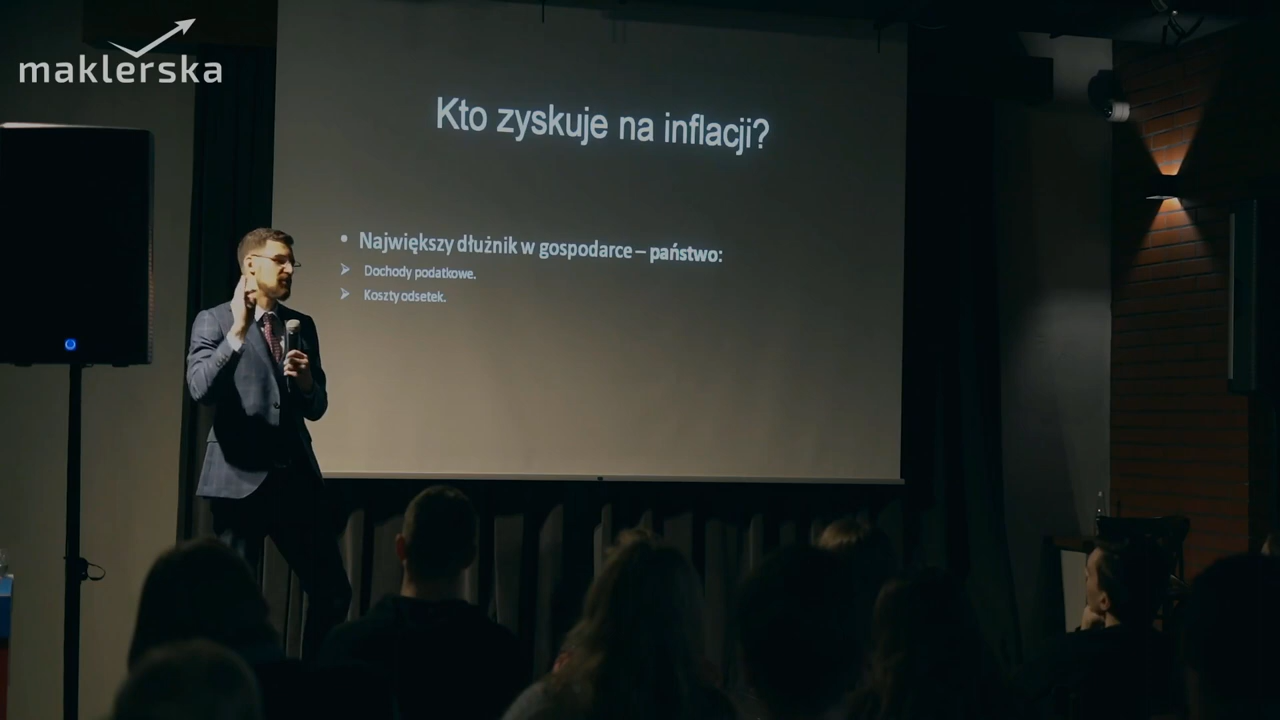 maklerska
Kto zyskuje na inflacji?
• Największy dłużnik w gospodarce – państwo:
➢ Dochody podatkowe.
➢ Koszty odsetek.